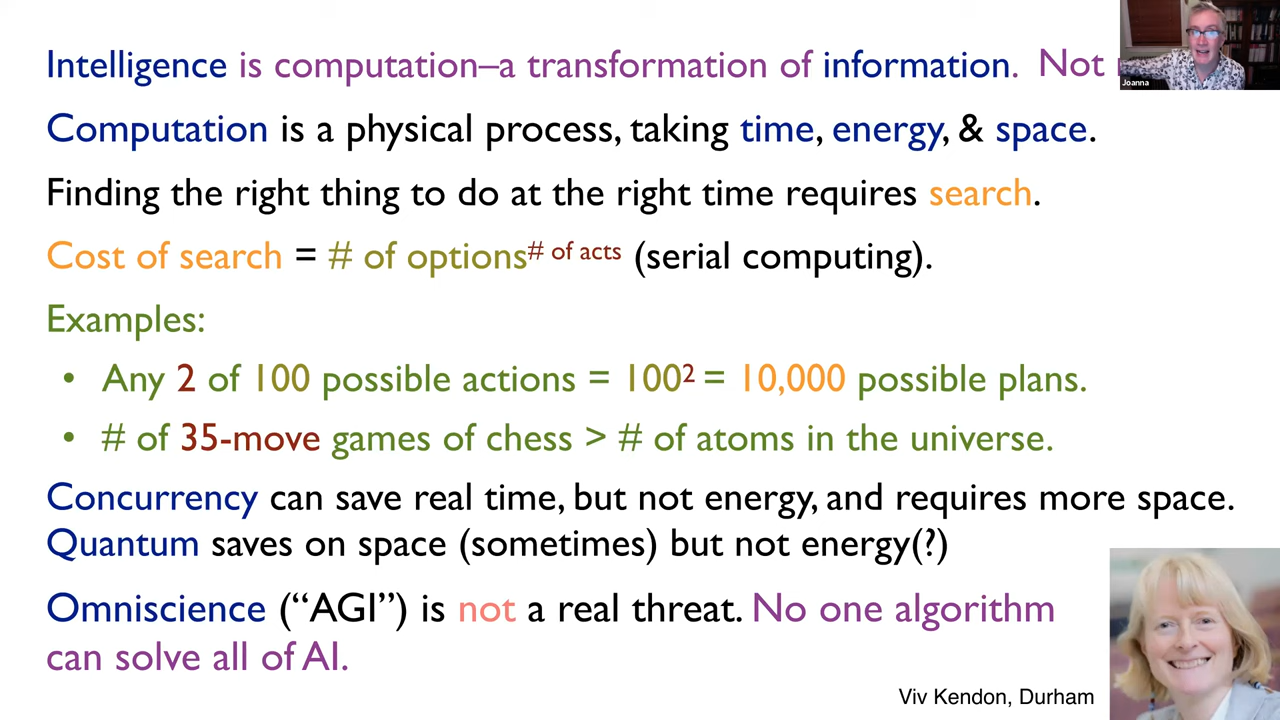 Intelligence is computation–a transformation of information. Not
Joanna
Computation is a physical process, taking time, energy, & space.
Finding the right thing to do at the right time requires search.
Cost of search = # of options# of acts (serial computing).
Examples:
• Any 2 of 100 possible actions = 100² = 10,000 possible plans.
• # of 35-move games of chess > # of atoms in the universe.
Concurrency can save real time, but not energy, and requires more space.
Quantum saves on space (sometimes) but not energy(?)
Omniscience (“AGI”) is not a real threat. No one algorithm
can solve all of AI.
Viv Kendon, Durham